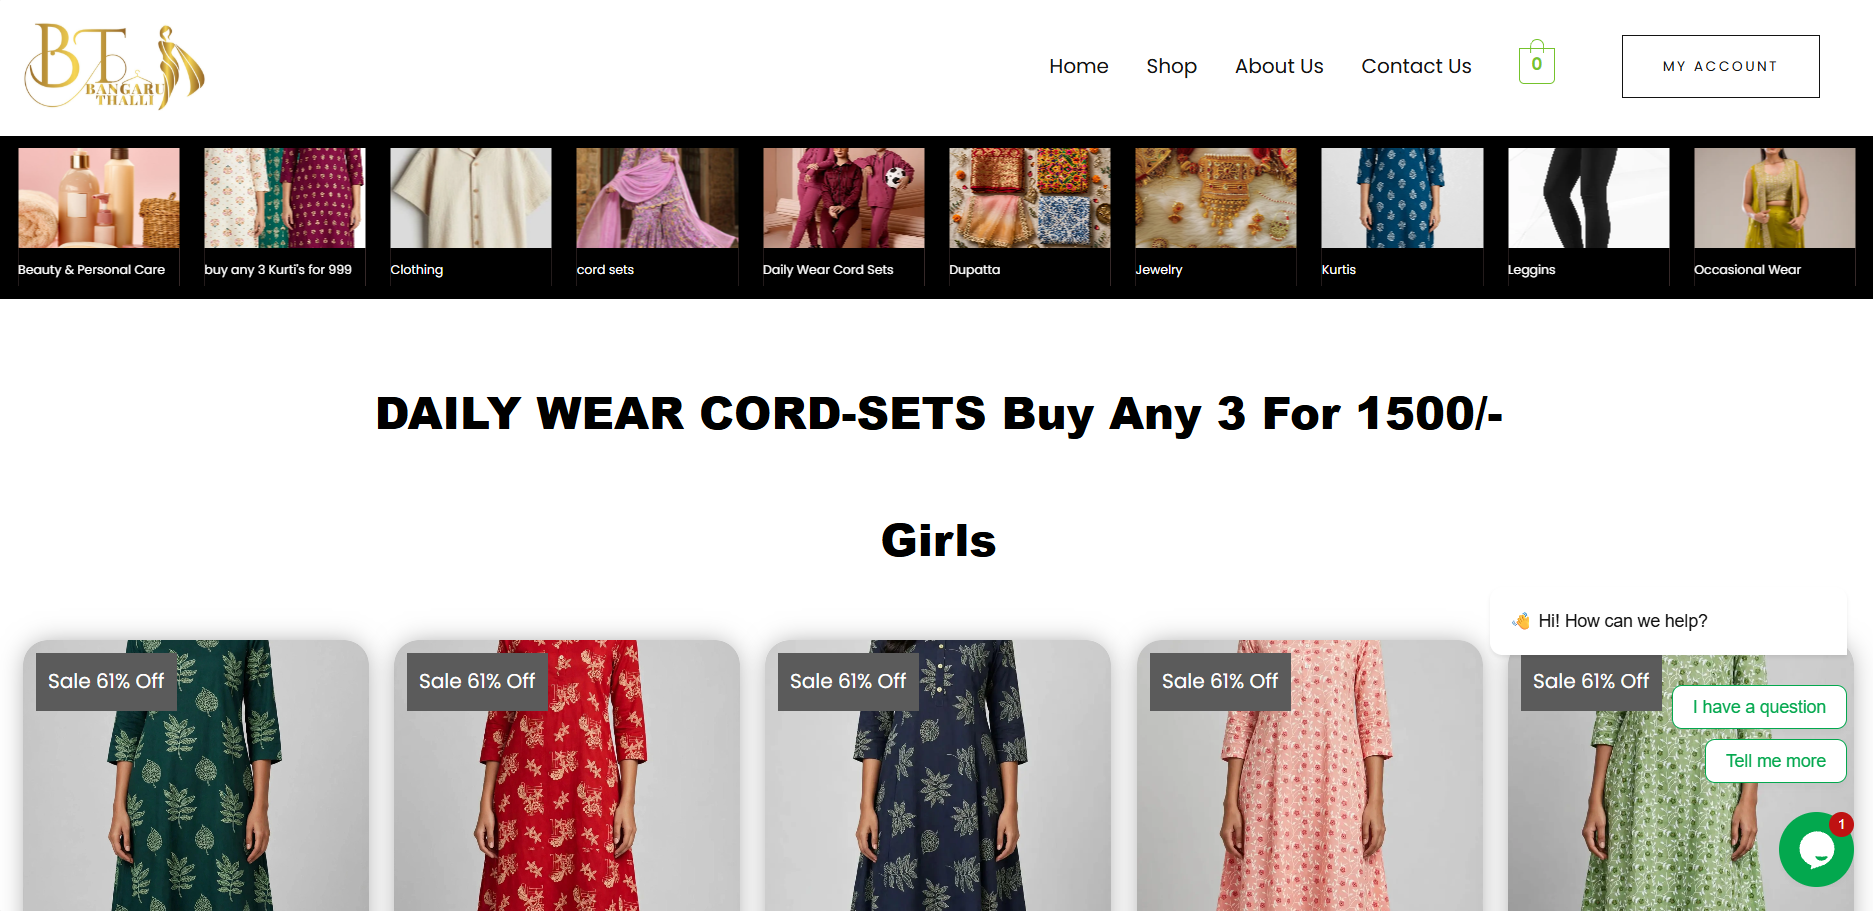 BT
BANGARU
THALLI
Home
Shop
About Us
Contact Us
0
MY ACCOUNT
Beauty & Personal Care
buy any 3 Kurti's for 999
Clothing
cord sets
Daily Wear Cord Sets
Dupatta
Jewelry
Kurtis
Leggins
Occasional Wear
DAILY WEAR CORD-SETS Buy Any 3 For 1500/-
Girls
Sale 61% Off
Sale 61% Off
Sale 61% Off
Sale 61% Off
Sale 61% Off
👋 Hi! How can we help?
I have a question
Tell me more
1